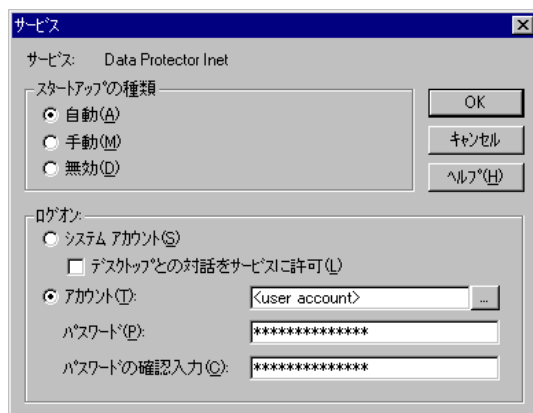 サービス
サービス: Data Protector Inet
スタートアップの種類
自動(A)
手動(M)
無効(D)
OK
キャンセル
ヘルプ(H)
ログオン:
システム アカウント(S)
デスクトップとの対話をサービスに許可(L)
アカウント(T): <user account> ...
パスワード(P): **************
パスワードの確認入力(C): **************